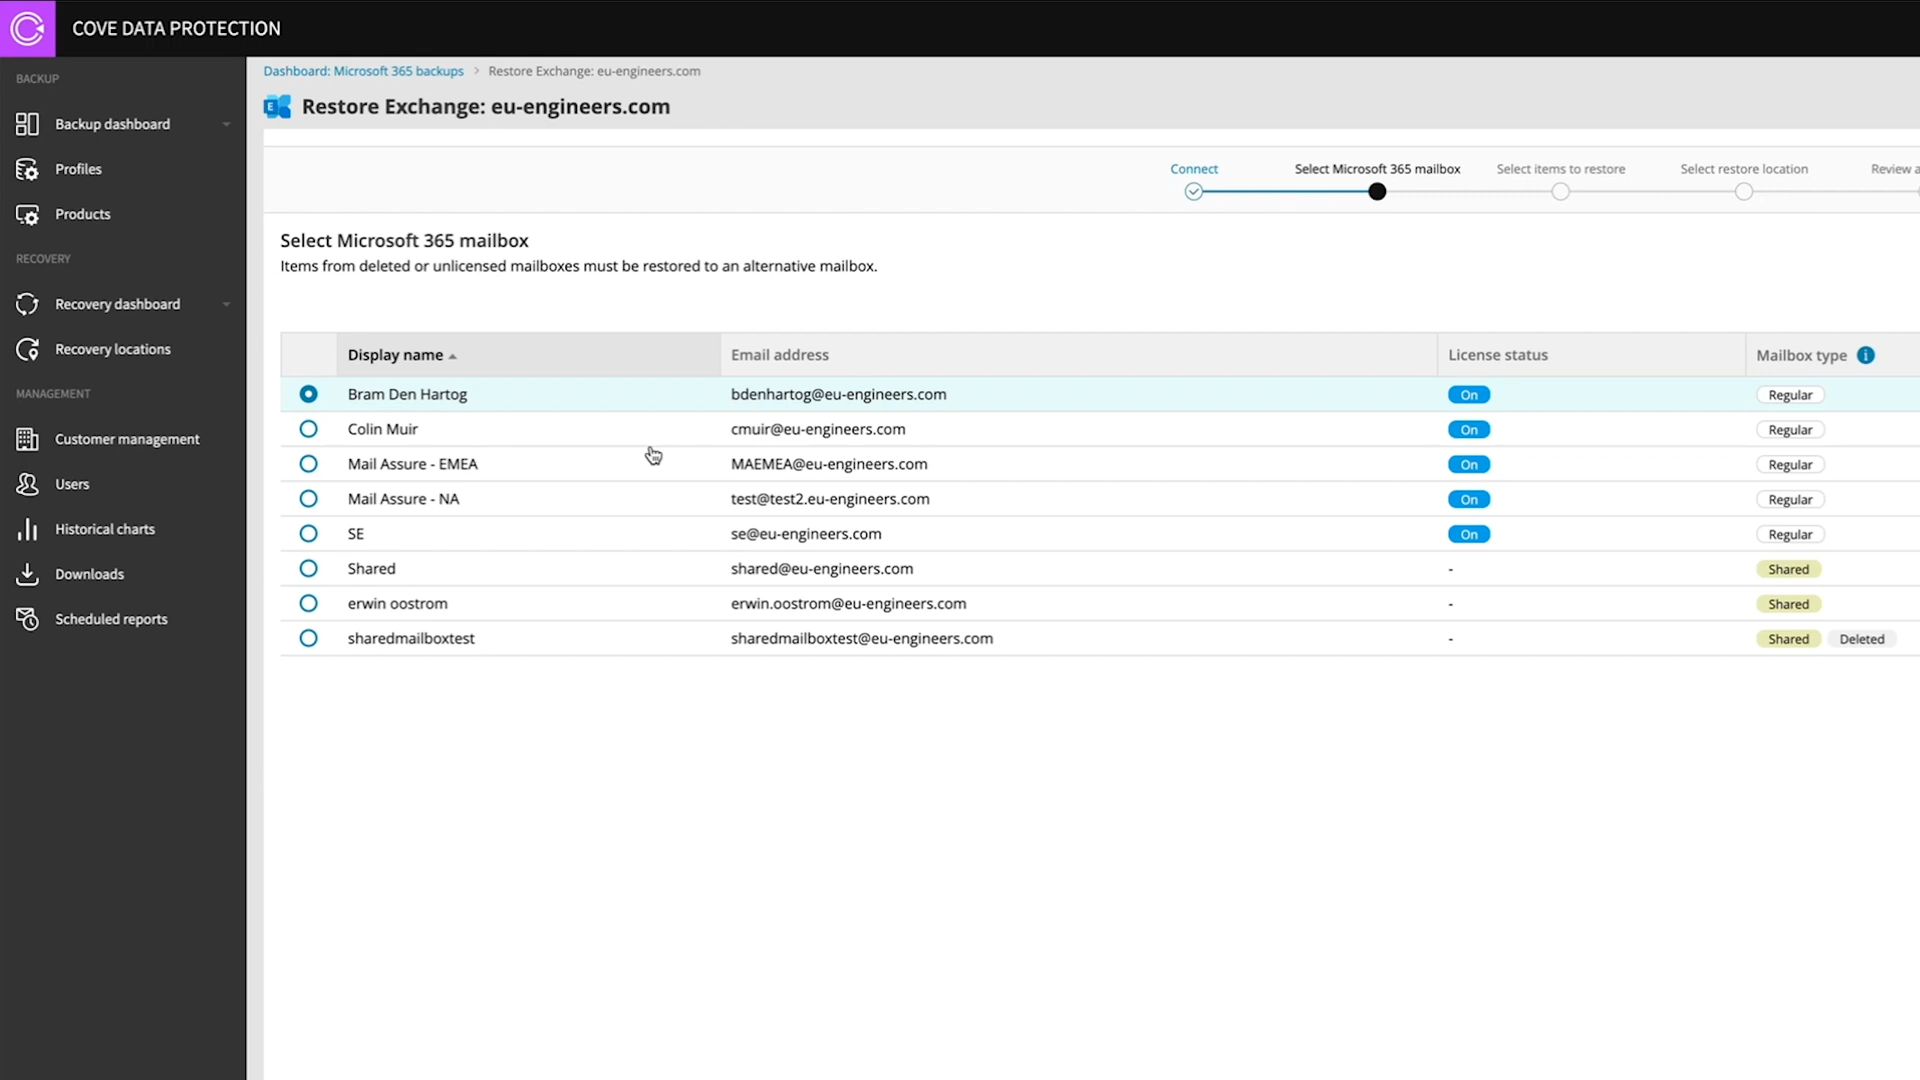 COVE DATA PROTECTION
BACKUP
Backup dashboard
Profiles
Products
RECOVERY
Recovery dashboard
Recovery locations
MANAGEMENT
Customer management
Users
Historical charts
Downloads
Scheduled reports
Dashboard: Microsoft 365 backups > Restore Exchange: eu-engineers.com
Restore Exchange: eu-engineers.com
Connect Select Microsoft 365 mailbox Select items to restore Select restore location Review a
Select Microsoft 365 mailbox
Items from deleted or unlicensed mailboxes must be restored to an alternative mailbox.
Display name Email address License status Mailbox type
Bram Den Hartog bdenhartog@eu-engineers.com On Regular
Colin Muir cmuir@eu-engineers.com On Regular
Mail Assure - EMEA MAEMEA@eu-engineers.com On Regular
Mail Assure - NA test@test2.eu-engineers.com On Regular
SE se@eu-engineers.com On Regular
Shared shared@eu-engineers.com - Shared
erwin oostrom erwin.oostrom@eu-engineers.com - Shared
sharedmailboxtest sharedmailboxtest@eu-engineers.com - Shared Deleted